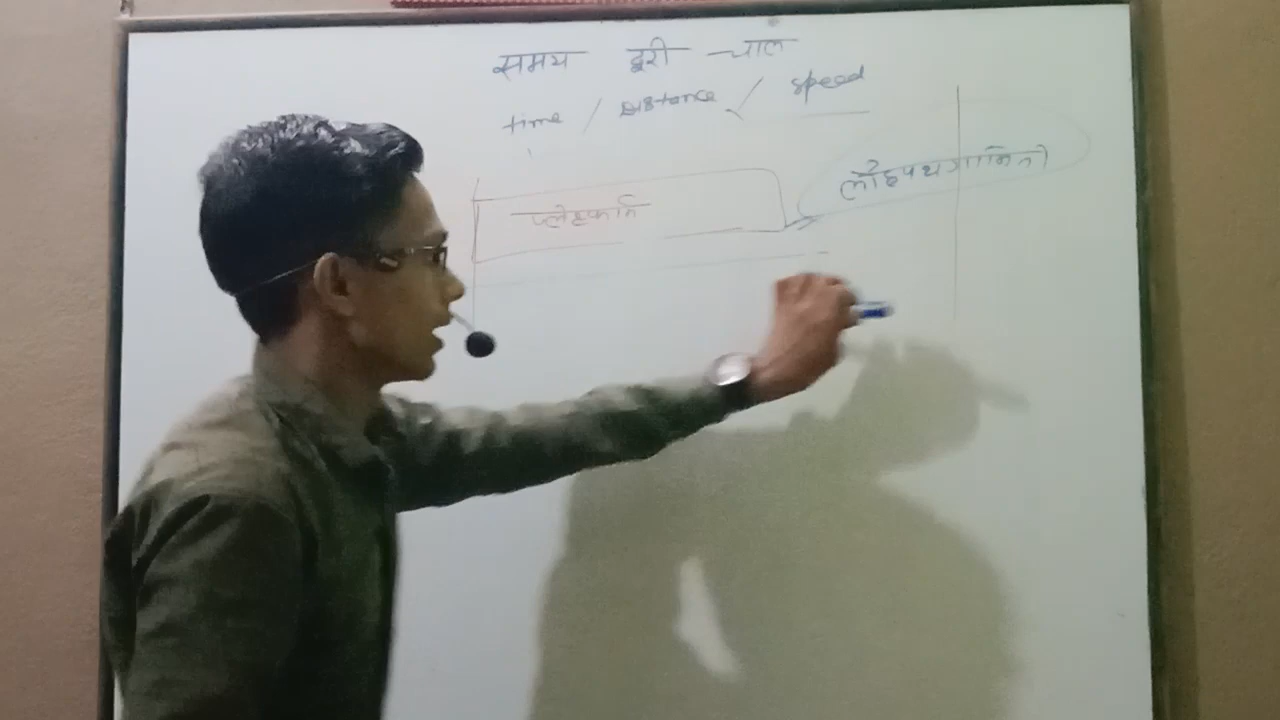 समय दूरी चाल
time / Distance / speed
लौहपथगामिनी
प्लेटफार्म